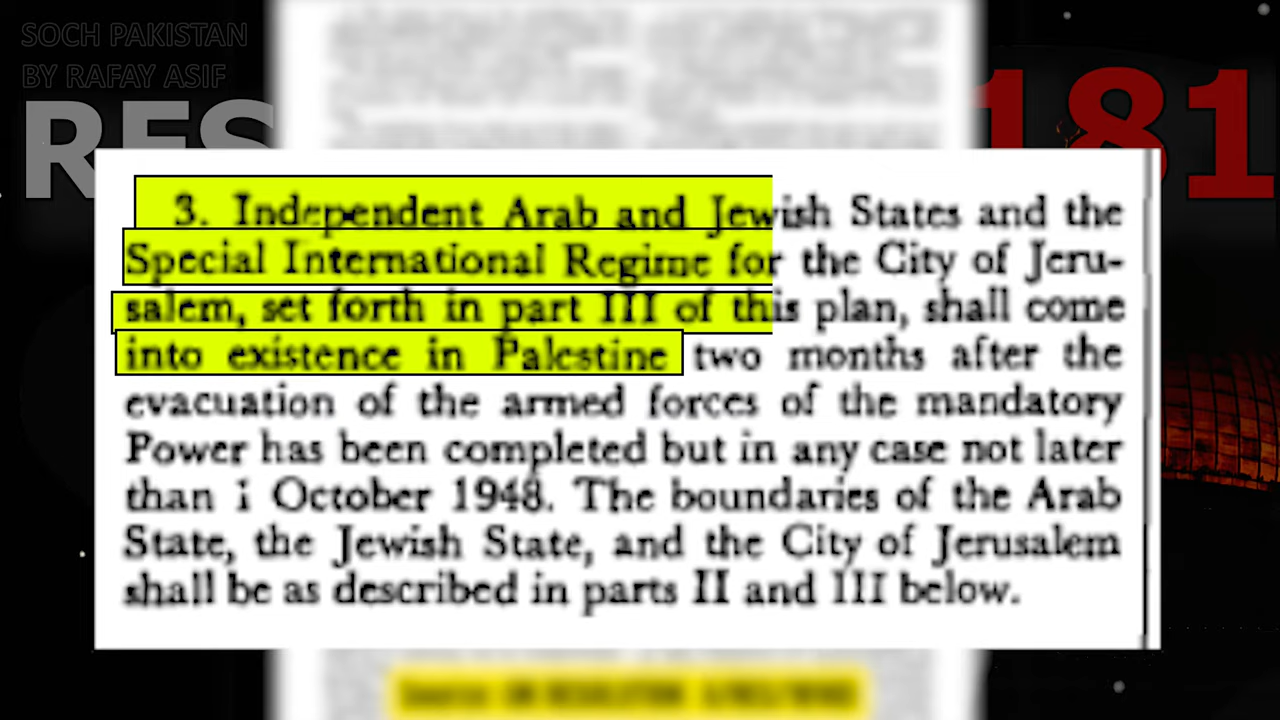 SOCH PAKISTAN
BY RAFAY ASIF
RES 181
3. Independent Arab and Jewish States and the
Special International Regime for the City of Jeru-
salem, set forth in part III of this plan, shall come
into existence in Palestine two months after the
evacuation of the armed forces of the mandatory
Power has been completed but in any case not later
than 1 October 1948. The boundaries of the Arab
State, the Jewish State, and the City of Jerusalem
shall be as described in parts II and III below.